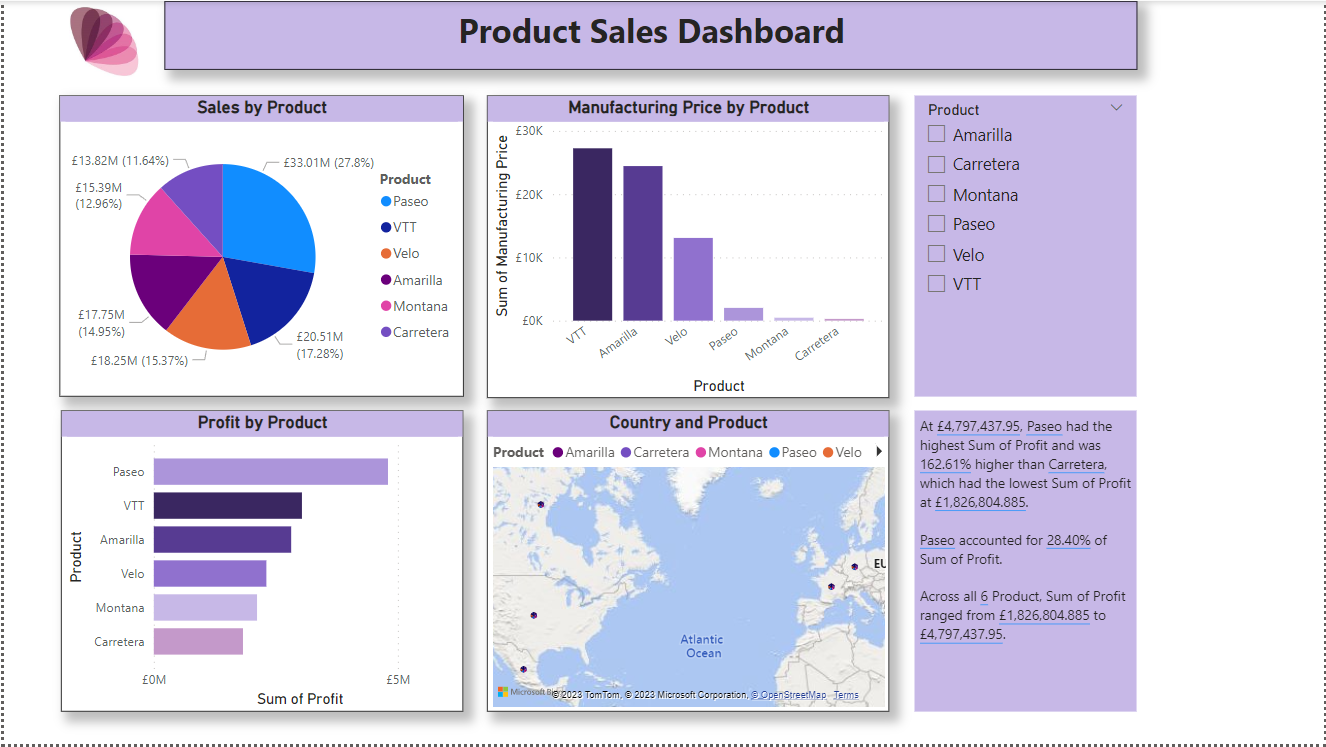 Product Sales Dashboard
Sales by Product
£13.82M (11.64%)
£33.01M (27.8%)
£15.39M
(12.96%)
£17.75M
(14.95%)
£18.25M (15.37%)
£20.51M
(17.28%)
Product
Paseo
VTT
Velo
Amarilla
Montana
Carretera
Manufacturing Price by Product
Sum of Manufacturing Price
£30K
£20K
£10K
£0K
VTT
Amarilla
Velo
Paseo
Montana
Carretera
Product
Product
Amarilla
Carretera
Montana
Paseo
Velo
VTT
Profit by Product
Product
Paseo
VTT
Amarilla
Velo
Montana
Carretera
£0M
£5M
Sum of Profit
Country and Product
Product Amarilla Carretera Montana Paseo Velo
EU
Atlantic
Ocean
Microsoft
© 2023 TomTom, © 2023 Microsoft Corporation, © OpenStreetMap Terms
At £4,797,437.95, Paseo had the
highest Sum of Profit and was
162.61% higher than Carretera,
which had the lowest Sum of Profit
at £1,826,804.885.
Paseo accounted for 28.40% of
Sum of Profit.
Across all 6 Product, Sum of Profit
ranged from £1,826,804.885 to
£4,797,437.95.